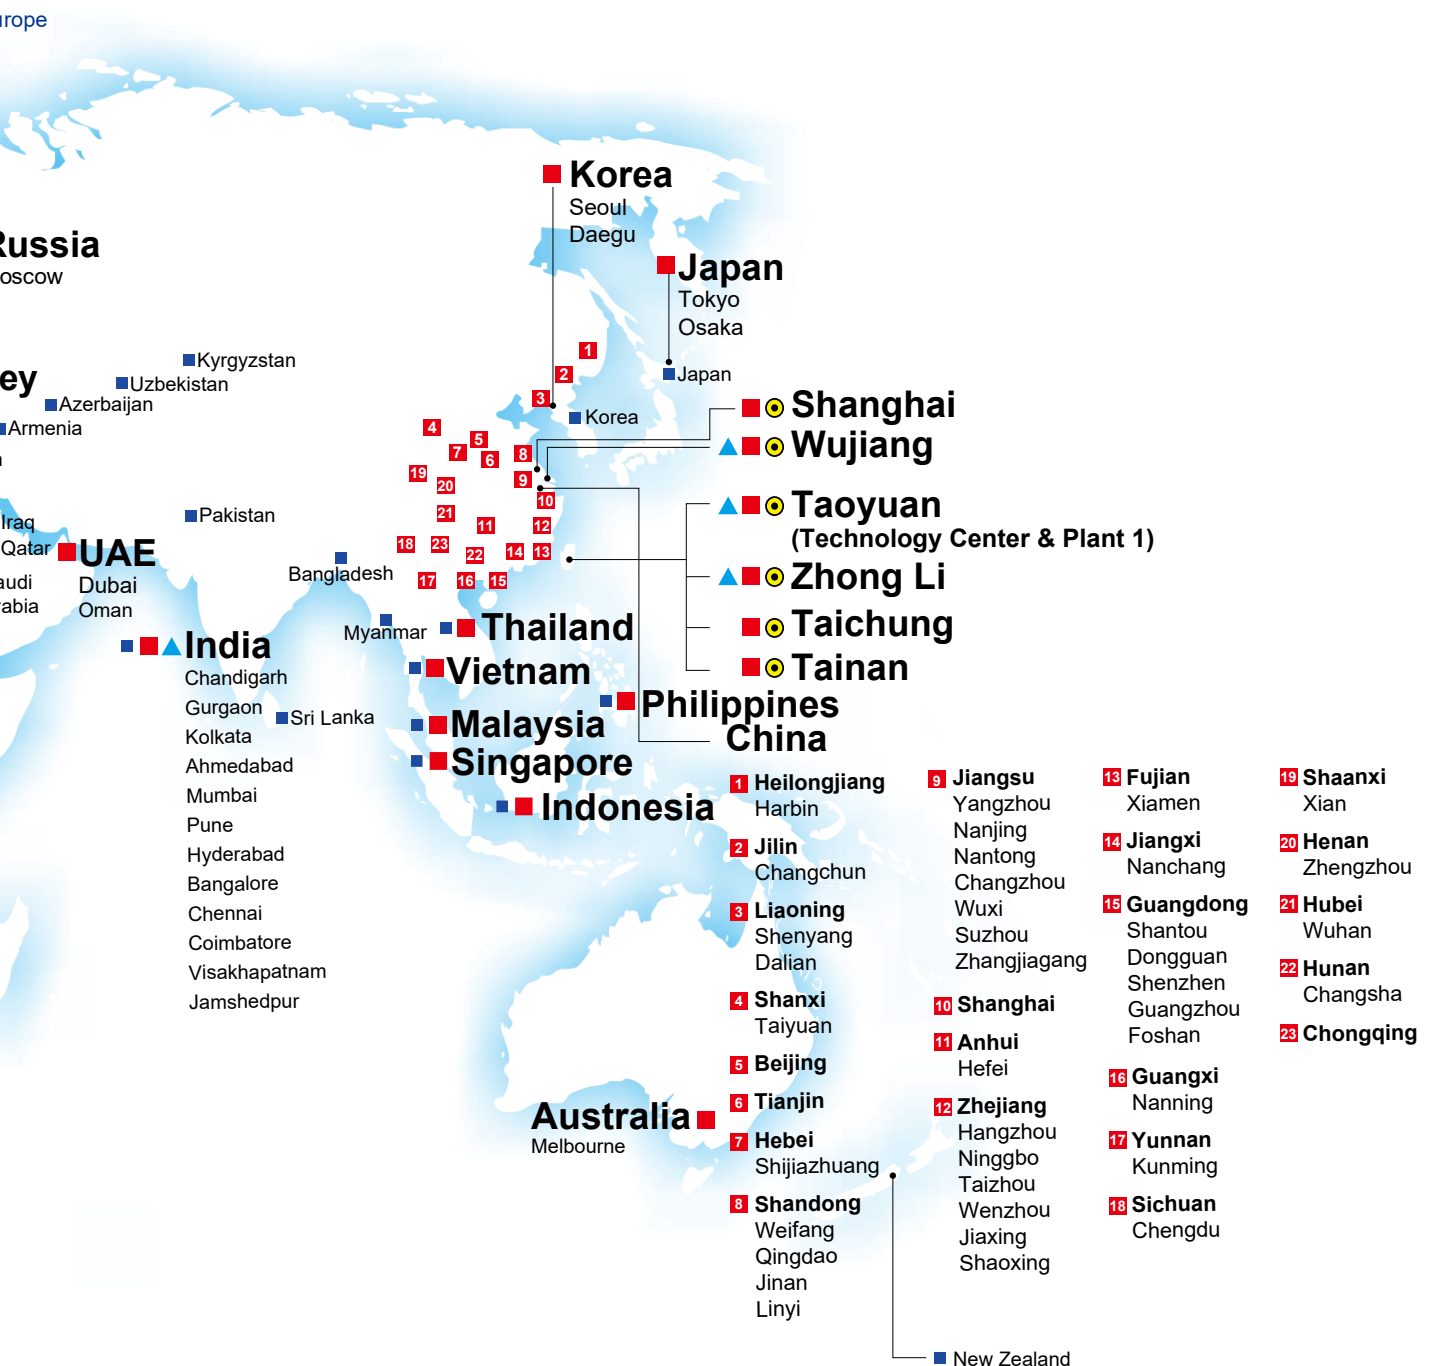 urope
Korea
Seoul
Daegu
Russia
oscow
Japan
Tokyo
Osaka
Kyrgyzstan
Uzbekistan
ey
Azerbaijan
Armenia
1
2
3
Japan
Korea
4
5
6
7
8
9
10
11
12
13
14
15
16
17
18
19
20
21
22
23
Shanghai
Wujiang
Taoyuan
(Technology Center & Plant 1)
Zhong Li
Taichung
Tainan
Pakistan
Iraq
Qatar
UAE
Dubai
Oman
audi
abia
Bangladesh
Myanmar
Thailand
Vietnam
Malaysia
Singapore
Indonesia
Philippines
China
India
Chandigarh
Gurgaon
Kolkata
Ahmedabad
Mumbai
Pune
Hyderabad
Bangalore
Chennai
Coimbatore
Visakhapatnam
Jamshedpur
Sri Lanka
Australia
Melbourne
1 Heilongjiang
Harbin
2 Jilin
Changchun
3 Liaoning
Shenyang
Dalian
4 Shanxi
Taiyuan
5 Beijing
6 Tianjin
7 Hebei
Shijiazhuang
8 Shandong
Weifang
Qingdao
Jinan
Linyi
9 Jiangsu
Yangzhou
Nanjing
Nantong
Changzhou
Wuxi
Suzhou
Zhangjiagang
10 Shanghai
11 Anhui
Hefei
12 Zhejiang
Hangzhou
Ninggbo
Taizhou
Wenzhou
Jiaxing
Shaoxing
13 Fujian
Xiamen
14 Jiangxi
Nanchang
15 Guangdong
Shantou
Dongguan
Shenzhen
Guangzhou
Foshan
16 Guangxi
Nanning
17 Yunnan
Kunming
18 Sichuan
Chengdu
19 Shaanxi
Xian
20 Henan
Zhengzhou
21 Hubei
Wuhan
22 Hunan
Changsha
23 Chongqing
New Zealand